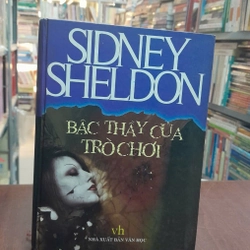 SIDNEY
SHELDON
BẬC THẦY CỦA
TRÒ CHƠI
vh
NHÀ XUẤT BẢN VĂN HỌC